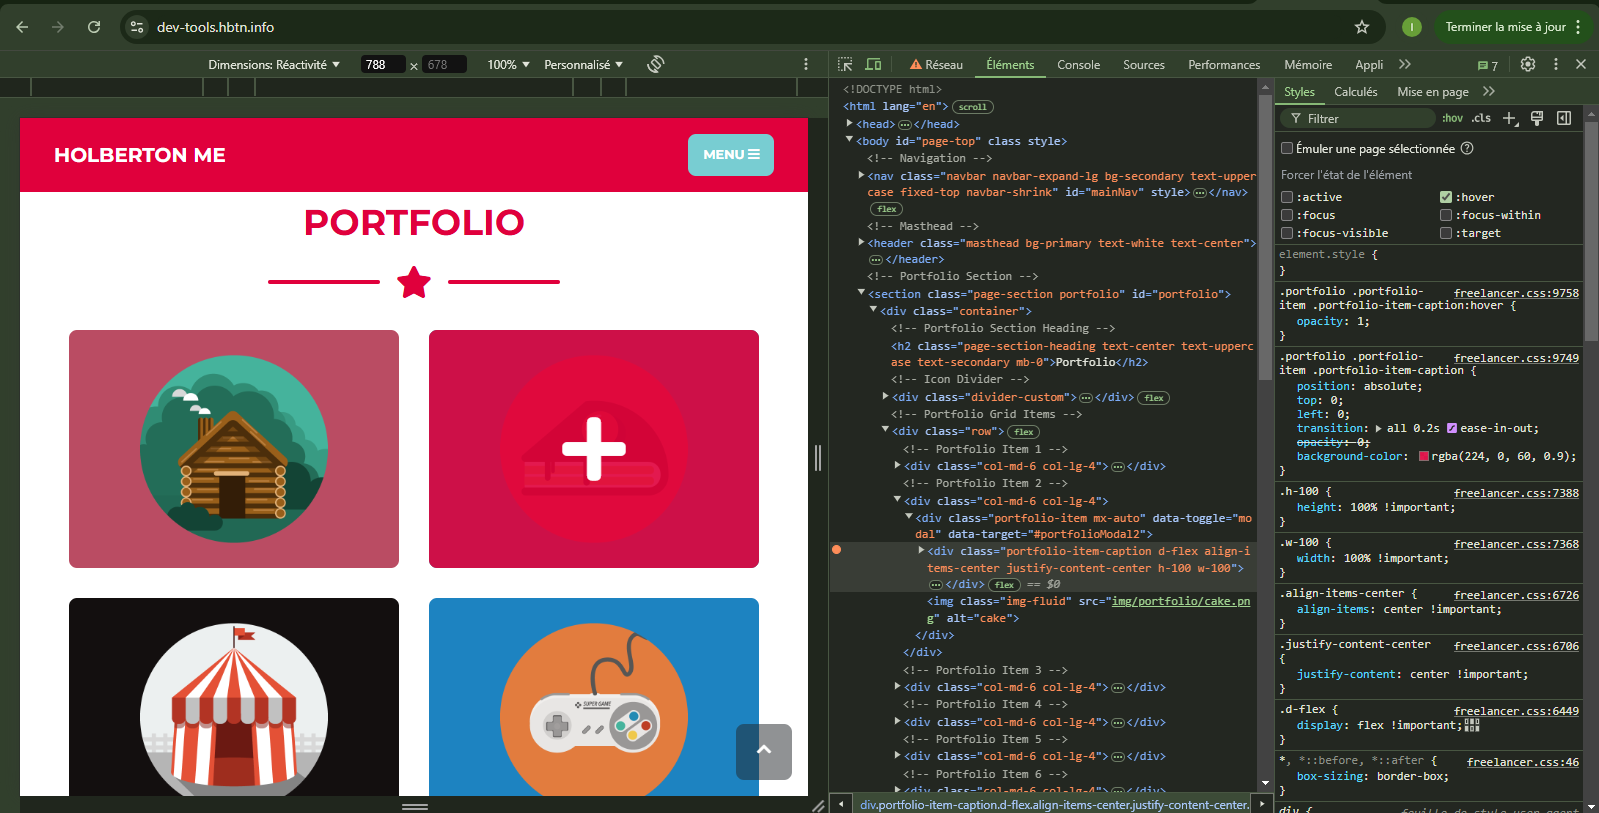 dev-tools.hbtn.info
I
Terminer la mise à jour
Dimensions: Réactivité
788 × 678
100%
Personnalisé
Réseau
Éléments
Console
Sources
Performances
Mémoire
Appli
7
HOLBERTON ME
MENU
PORTFOLIO
SUPER GAME
<!DOCTYPE html>
<html lang="en"> scroll
<head> </head>
<body id="page-top" class style>
<!-- Navigation -->
<nav class="navbar navbar-expand-lg bg-secondary text-upper
case fixed-top navbar-shrink" id="mainNav" style> </nav>
flex
<!-- Masthead -->
<header class="masthead bg-primary text-white text-center">
</header>
<!-- Portfolio Section -->
<section class="page-section portfolio" id="portfolio">
<div class="container">
<!-- Portfolio Section Heading -->
<h2 class="page-section-heading text-center text-upperc
ase text-secondary mb-0">Portfolio</h2>
<!-- Icon Divider -->
<div class="divider-custom"> </div> flex
<!-- Portfolio Grid Items -->
<div class="row"> flex
<!-- Portfolio Item 1 -->
<div class="col-md-6 col-lg-4"> </div>
<!-- Portfolio Item 2 -->
<div class="col-md-6 col-lg-4">
<div class="portfolio-item mx-auto" data-toggle="mo
dal" data-target="#portfolioModal2">
<div class="portfolio-item-caption d-flex align-i
tems-center justify-content-center h-100 w-100">
</div> flex == $0
<img class="img-fluid" src="img/portfolio/cake.pn
g" alt="cake">
</div>
</div>
<!-- Portfolio Item 3 -->
<div class="col-md-6 col-lg-4"> </div>
<!-- Portfolio Item 4 -->
<div class="col-md-6 col-lg-4"> </div>
<!-- Portfolio Item 5 -->
<div class="col-md-6 col-lg-4"> </div>
<!-- Portfolio Item 6 -->
<div class="col-md-6 col-lg-4"> </div>
div.portfolio-item-caption.d-flex.align-items-center.justify-content-center.
Styles
Calculés
Mise en page
Filtrer
:hov
.cls
Émuler une page sélectionnée
Forcer l'état de l'élément
:active
:hover
:focus
:focus-within
:focus-visible
:target
element.style {
}
.portfolio .portfolio- freelancer.css:9758
item .portfolio-item-caption:hover {
opacity: 1;
}
.portfolio .portfolio- freelancer.css:9749
item .portfolio-item-caption {
position: absolute;
top: 0;
left: 0;
transition: all 0.2s ease-in-out;
opacity: 0;
background-color: rgba(224, 0, 60, 0.9);
}
.h-100 { freelancer.css:7388
height: 100% !important;
}
.w-100 { freelancer.css:7368
width: 100% !important;
}
.align-items-center { freelancer.css:6726
align-items: center !important;
}
.justify-content-center freelancer.css:6706
{
justify-content: center !important;
}
.d-flex { freelancer.css:6449
display: flex !important;
}
*, *::before, *::after { freelancer.css:46
box-sizing: border-box;
}
div { feuille de style user-agent